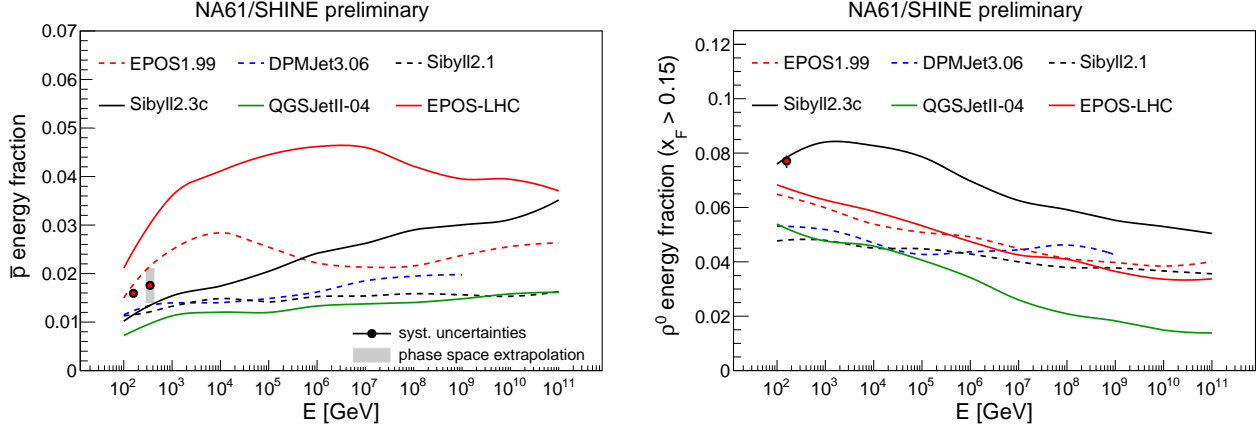 NA61/SHINE preliminary
p̅ energy fraction
0.07
0.06
0.05
0.04
0.03
0.02
0.01
0
EPOS1.99
DPMJet3.06
Sibyll2.1
Sibyll2.3c
QGSJetII-04
EPOS-LHC
syst. uncertainties
phase space extrapolation
10² 10³ 10⁴ 10⁵ 10⁶ 10⁷ 10⁸ 10⁹ 10¹⁰ 10¹¹
E [GeV]
NA61/SHINE preliminary
ρ⁰ energy fraction (x_F > 0.15)
0.12
0.1
0.08
0.06
0.04
0.02
0
EPOS1.99
DPMJet3.06
Sibyll2.1
Sibyll2.3c
QGSJetII-04
EPOS-LHC
10² 10³ 10⁴ 10⁵ 10⁶ 10⁷ 10⁸ 10⁹ 10¹⁰ 10¹¹
E [GeV]